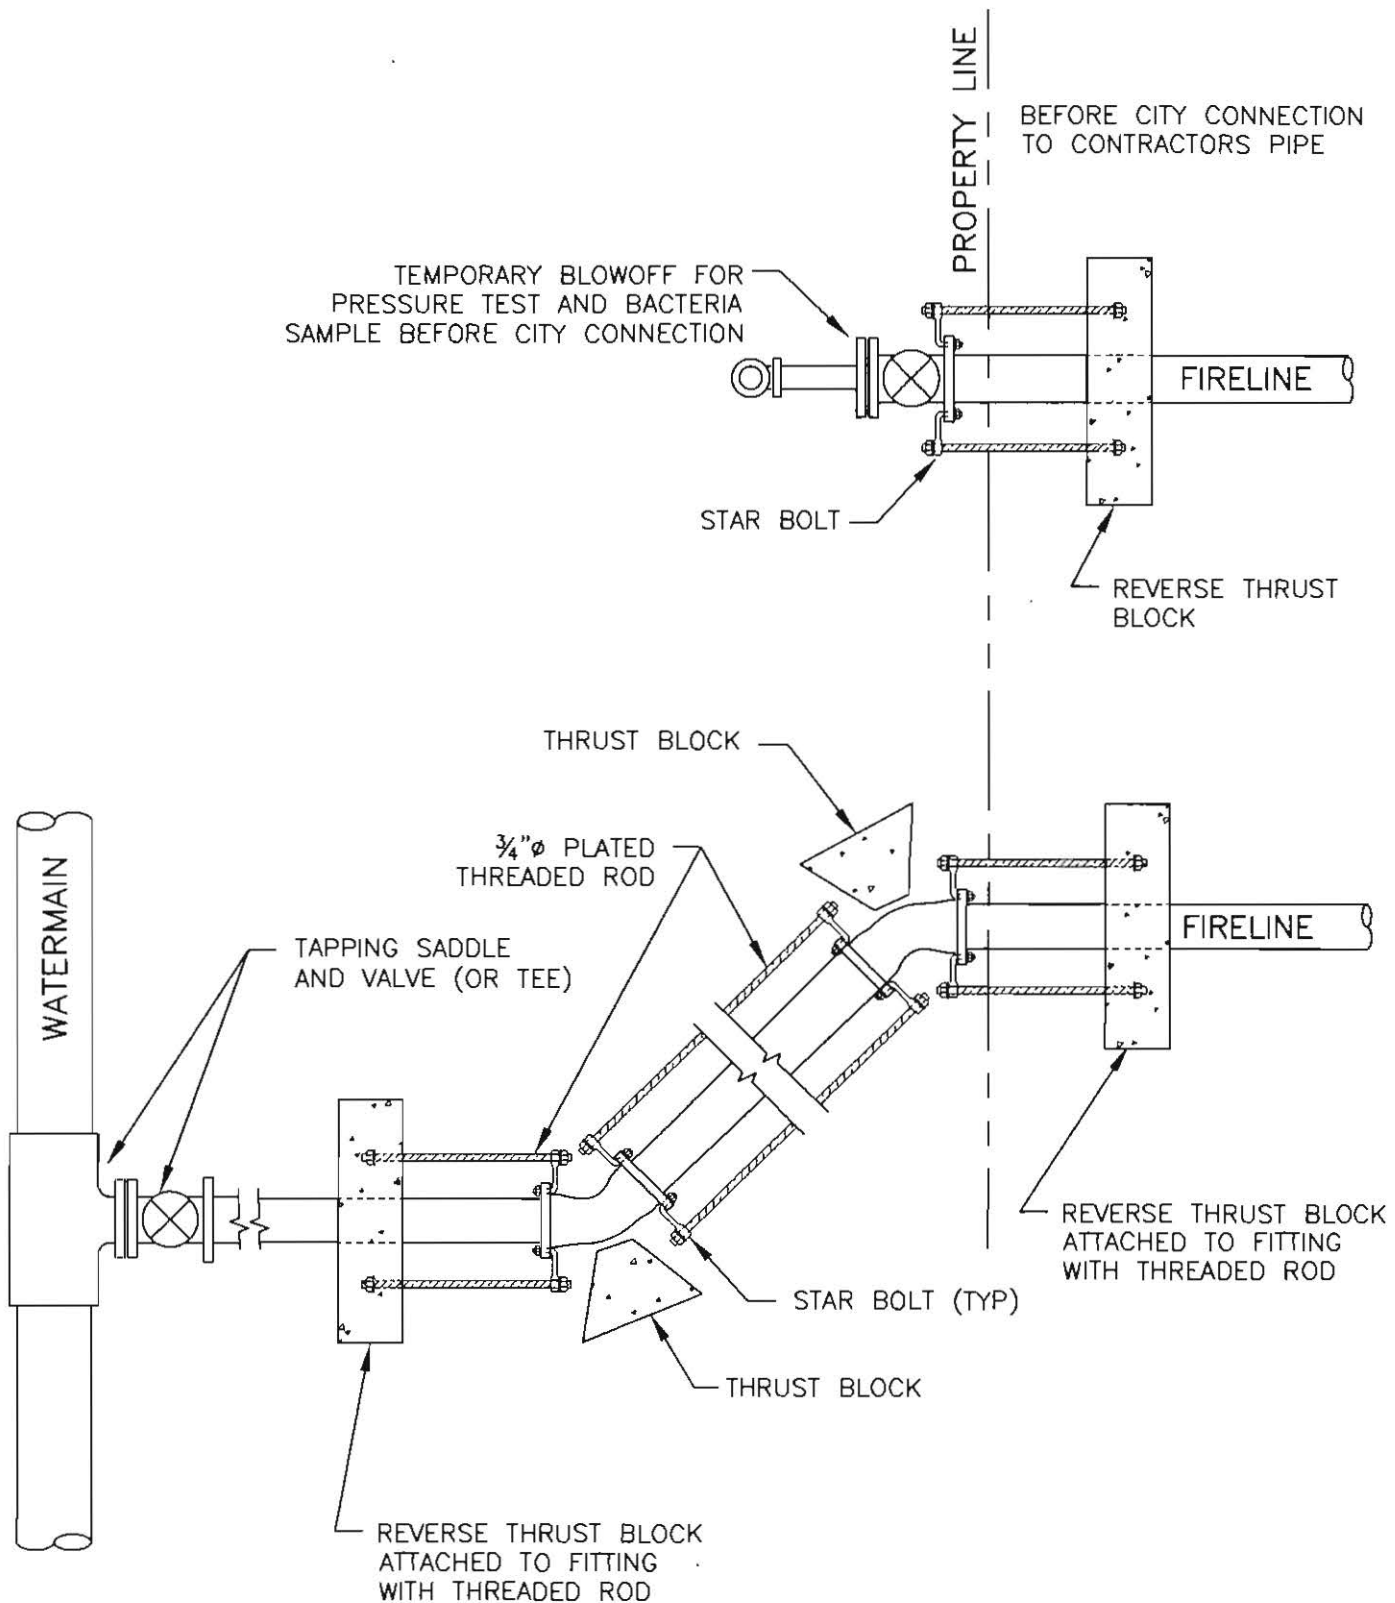 PROPERTY LINE
BEFORE CITY CONNECTION
TO CONTRACTORS PIPE
TEMPORARY BLOWOFF FOR
PRESSURE TEST AND BACTERIA
SAMPLE BEFORE CITY CONNECTION
FIRELINE
STAR BOLT
REVERSE THRUST
BLOCK
THRUST BLOCK
¾"ø PLATED
THREADED ROD
WATERMAIN
TAPPING SADDLE
AND VALVE (OR TEE)
FIRELINE
REVERSE THRUST BLOCK
ATTACHED TO FITTING
WITH THREADED ROD
STAR BOLT (TYP)
THRUST BLOCK
REVERSE THRUST BLOCK
ATTACHED TO FITTING
WITH THREADED ROD